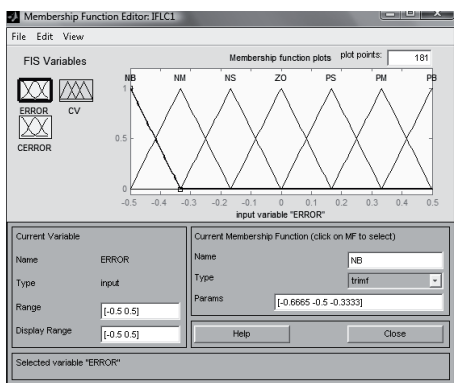 Membership Function Editor: IFLC1
File Edit View
FIS Variables
Membership function plots plot points: 181
NB NM NS ZO PS PM PB
ERROR CV
CERROR
1
0.5
0
-0.5 -0.4 -0.3 -0.2 -0.1 0 0.1 0.2 0.3 0.4 0.5
input variable "ERROR"
Current Variable
Name ERROR
Type input
Range [-0.5 0.5]
Display Range [-0.5 0.5]
Current Membership Function (click on MF to select)
Name NB
Type trimf
Params [-0.6665 -0.5 -0.3333]
Help Close
Selected variable "ERROR"